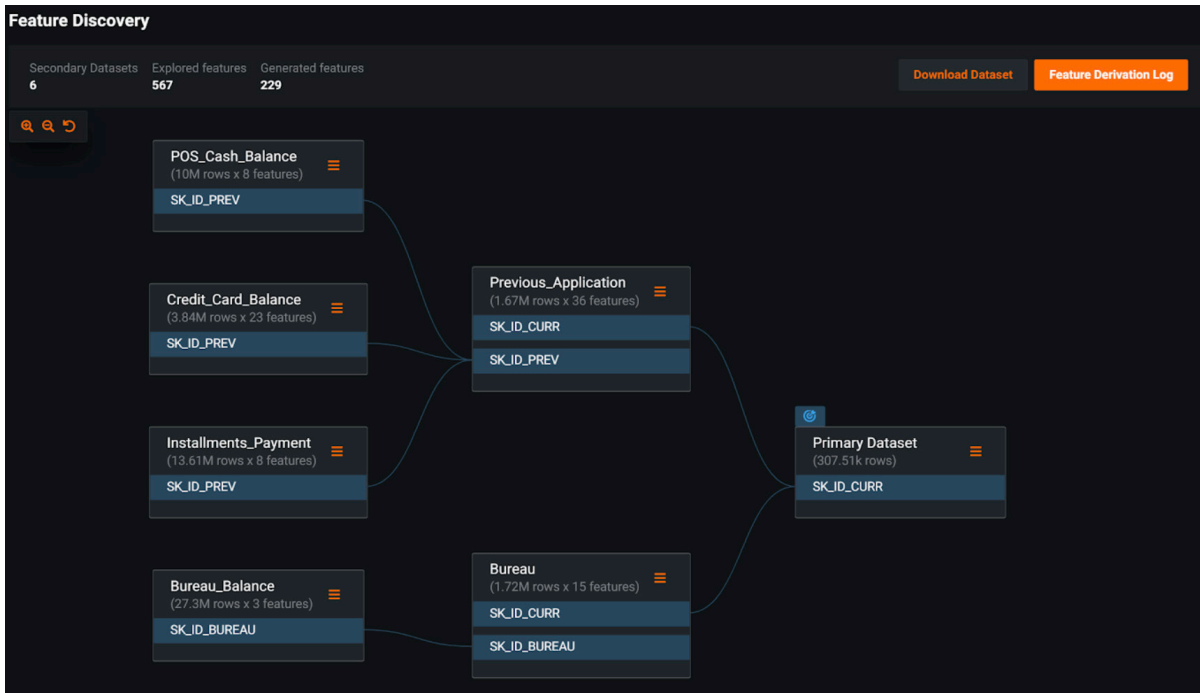 Feature Discovery
Secondary Datasets Explored features Generated features
6 567 229
Download Dataset
Feature Derivation Log
POS_Cash_Balance
(10M rows x 8 features)
SK_ID_PREV
Credit_Card_Balance
(3.84M rows x 23 features)
SK_ID_PREV
Installments_Payment
(13.61M rows x 8 features)
SK_ID_PREV
Bureau_Balance
(27.3M rows x 3 features)
SK_ID_BUREAU
Previous_Application
(1.67M rows x 36 features)
SK_ID_CURR
SK_ID_PREV
Bureau
(1.72M rows x 15 features)
SK_ID_CURR
SK_ID_BUREAU
Primary Dataset
(307.51k rows)
SK_ID_CURR